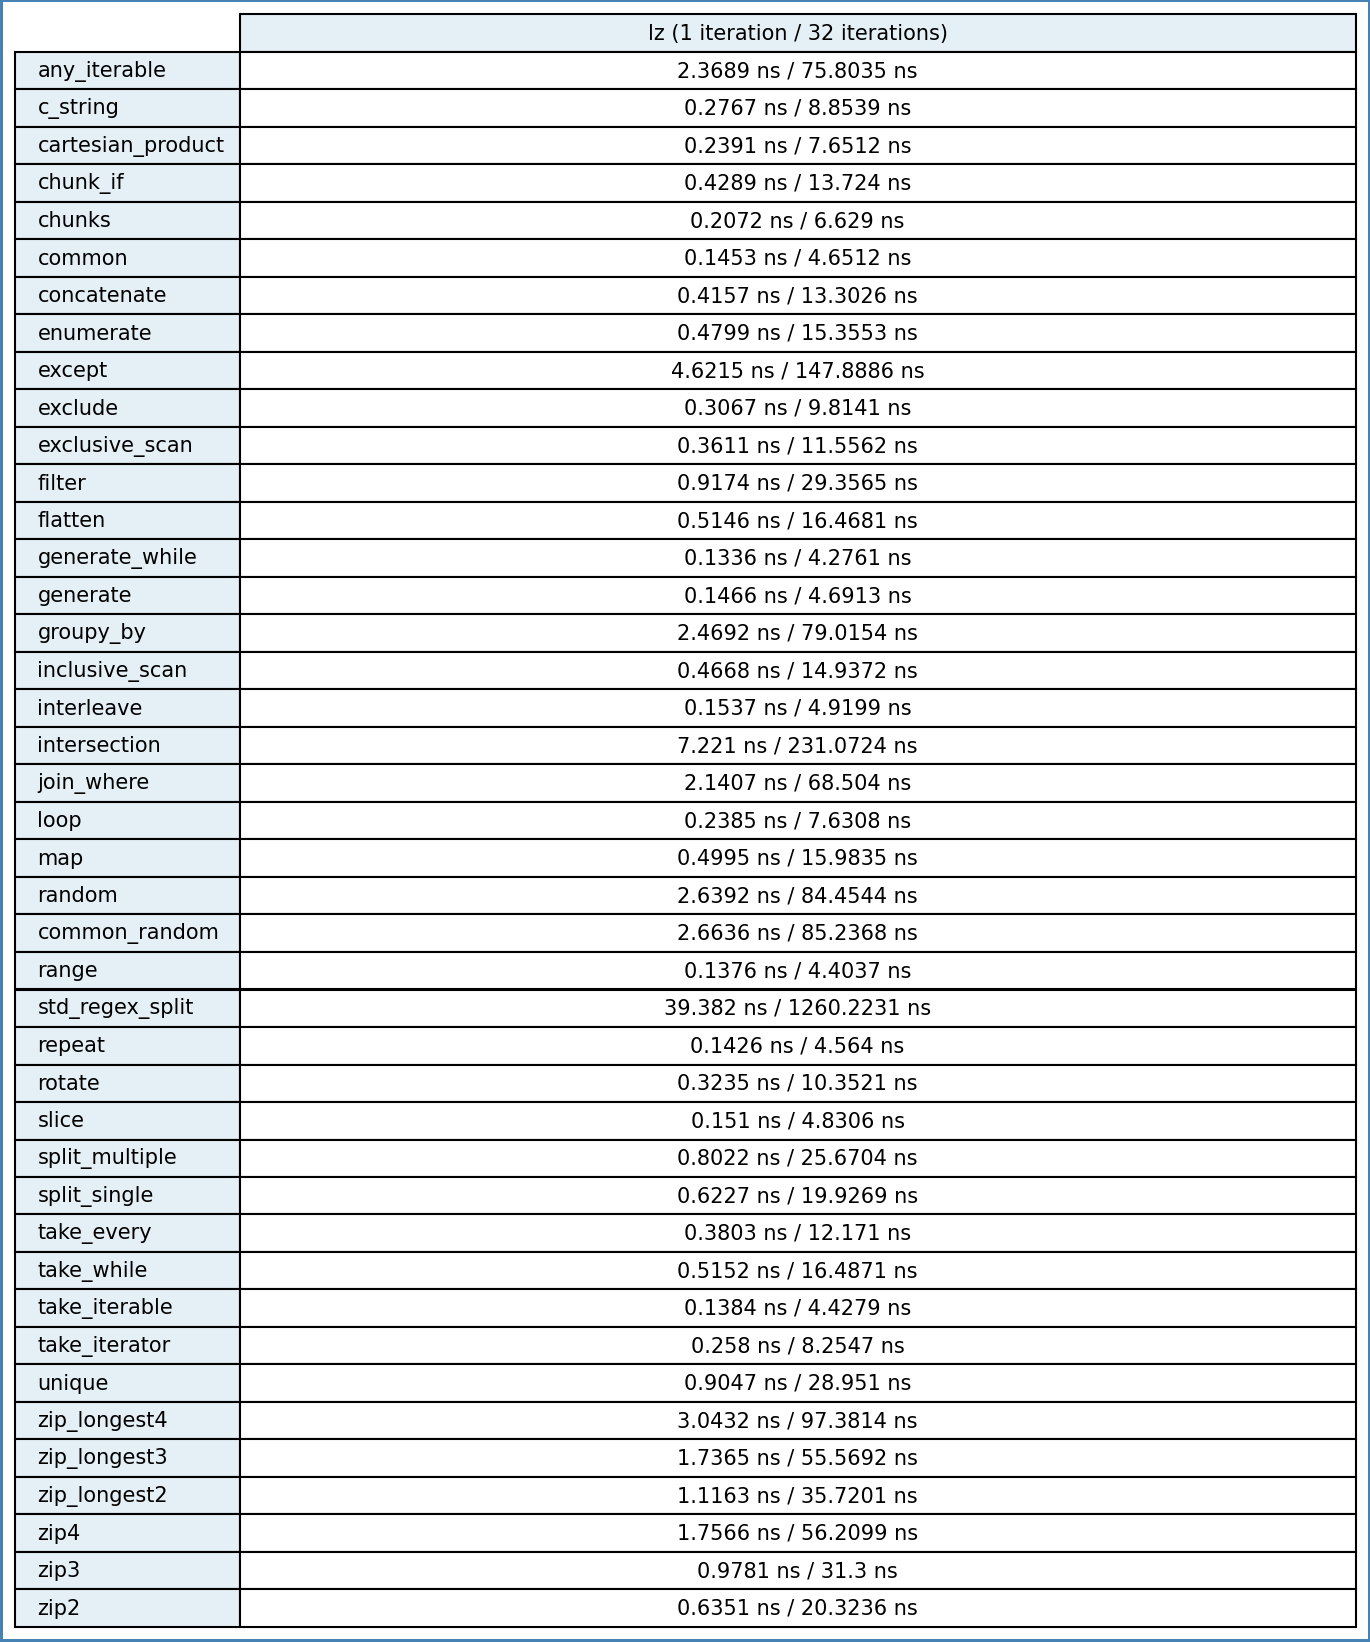 lz (1 iteration / 32 iterations)
any_iterable 2.3689 ns / 75.8035 ns
c_string 0.2767 ns / 8.8539 ns
cartesian_product 0.2391 ns / 7.6512 ns
chunk_if 0.4289 ns / 13.724 ns
chunks 0.2072 ns / 6.629 ns
common 0.1453 ns / 4.6512 ns
concatenate 0.4157 ns / 13.3026 ns
enumerate 0.4799 ns / 15.3553 ns
except 4.6215 ns / 147.8886 ns
exclude 0.3067 ns / 9.8141 ns
exclusive_scan 0.3611 ns / 11.5562 ns
filter 0.9174 ns / 29.3565 ns
flatten 0.5146 ns / 16.4681 ns
generate_while 0.1336 ns / 4.2761 ns
generate 0.1466 ns / 4.6913 ns
groupy_by 2.4692 ns / 79.0154 ns
inclusive_scan 0.4668 ns / 14.9372 ns
interleave 0.1537 ns / 4.9199 ns
intersection 7.221 ns / 231.0724 ns
join_where 2.1407 ns / 68.504 ns
loop 0.2385 ns / 7.6308 ns
map 0.4995 ns / 15.9835 ns
random 2.6392 ns / 84.4544 ns
common_random 2.6636 ns / 85.2368 ns
range 0.1376 ns / 4.4037 ns
std_regex_split 39.382 ns / 1260.2231 ns
repeat 0.1426 ns / 4.564 ns
rotate 0.3235 ns / 10.3521 ns
slice 0.151 ns / 4.8306 ns
split_multiple 0.8022 ns / 25.6704 ns
split_single 0.6227 ns / 19.9269 ns
take_every 0.3803 ns / 12.171 ns
take_while 0.5152 ns / 16.4871 ns
take_iterable 0.1384 ns / 4.4279 ns
take_iterator 0.258 ns / 8.2547 ns
unique 0.9047 ns / 28.951 ns
zip_longest4 3.0432 ns / 97.3814 ns
zip_longest3 1.7365 ns / 55.5692 ns
zip_longest2 1.1163 ns / 35.7201 ns
zip4 1.7566 ns / 56.2099 ns
zip3 0.9781 ns / 31.3 ns
zip2 0.6351 ns / 20.3236 ns